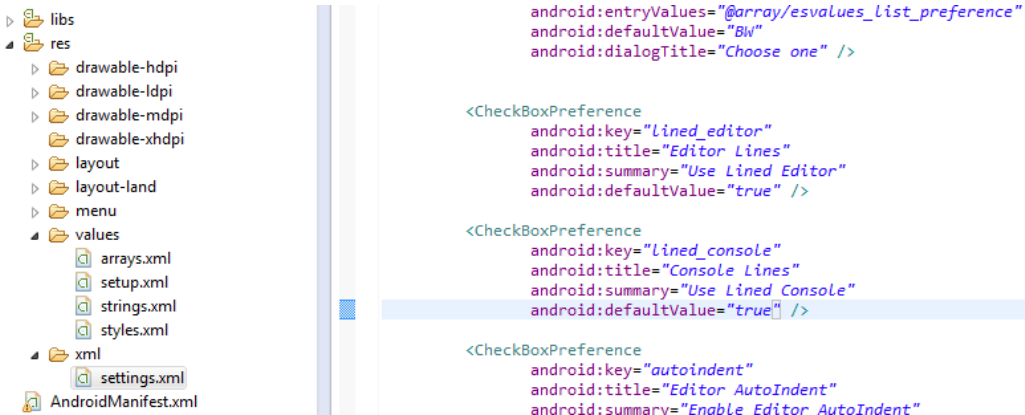 libs
res
drawable-hdpi
drawable-ldpi
drawable-mdpi
drawable-xhdpi
layout
layout-land
menu
values
arrays.xml
setup.xml
strings.xml
styles.xml
xml
settings.xml
AndroidManifest.xml
android:entryValues="@array/esvalues_list_preference"
android:defaultValue="BW"
android:dialogTitle="Choose one" />
<CheckBoxPreference
android:key="lined_editor"
android:title="Editor Lines"
android:summary="Use Lined Editor"
android:defaultValue="true" />
<CheckBoxPreference
android:key="lined_console"
android:title="Console Lines"
android:summary="Use Lined Console"
android:defaultValue="true" />
<CheckBoxPreference
android:key="autoindent"
android:title="Editor AutoIndent"
android:summary="Enable Editor AutoIndent"